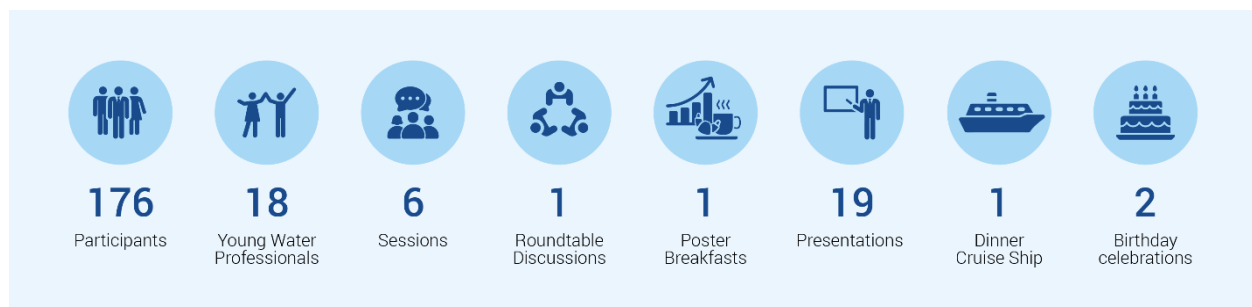 176
Participants
18
Young Water
Professionals
6
Sessions
1
Roundtable
Discussions
1
Poster
Breakfasts
19
Presentations
1
Dinner
Cruise Ship
2
Birthday
celebrations